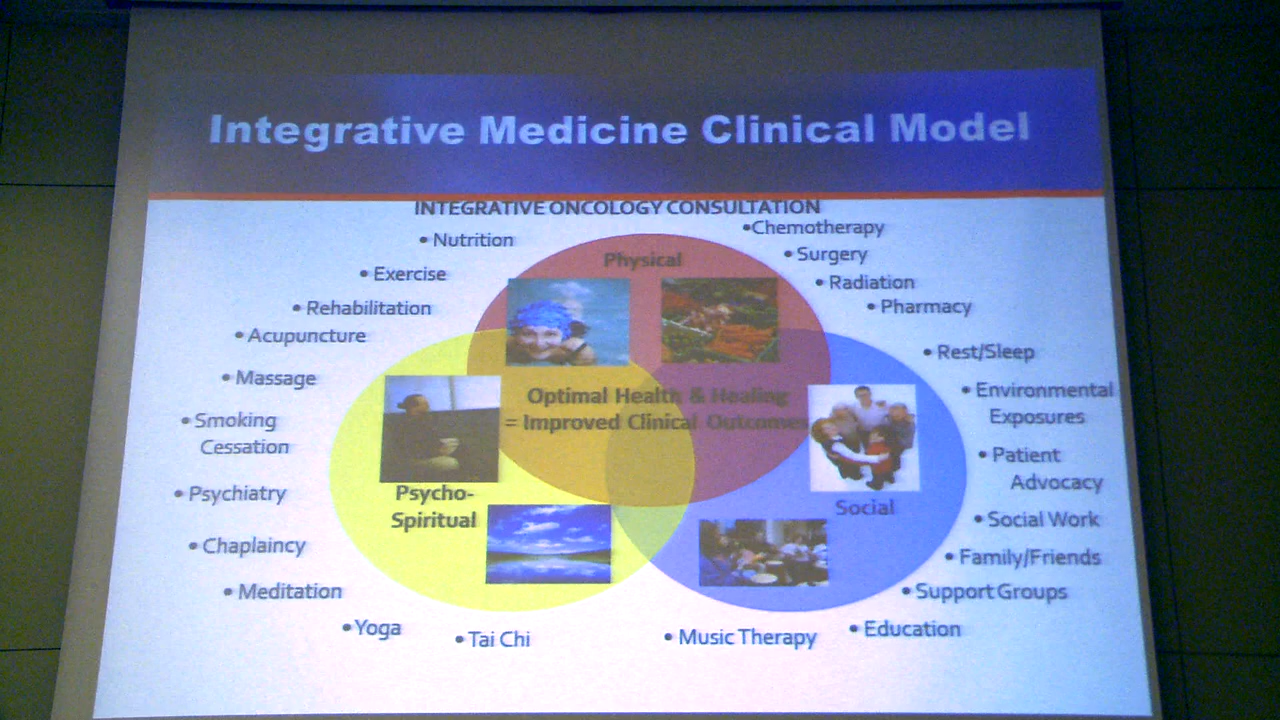 Integrative Medicine Clinical Model
INTEGRATIVE ONCOLOGY CONSULTATION
• Nutrition
• Exercise
• Rehabilitation
• Acupuncture
• Massage
• Smoking
Cessation
• Psychiatry
• Chaplaincy
• Meditation
• Yoga
• Tai Chi
Physical
Optimal Health & Healing
= Improved Clinical Outcomes
Psycho-
Spiritual
Social
•Chemotherapy
• Surgery
• Radiation
• Pharmacy
• Rest/Sleep
• Environmental
Exposures
• Patient
Advocacy
• Social Work
• Family/Friends
• Support Groups
• Education
• Music Therapy